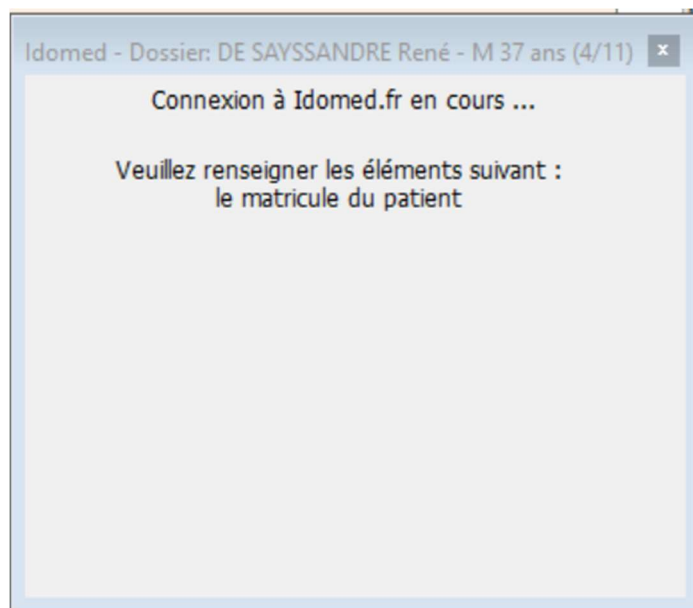 Idomed - Dossier: DE SAYSSANDRE René - M 37 ans (4/11)
Connexion à Idomed.fr en cours ...
Veuillez renseigner les éléments suivant :
le matricule du patient